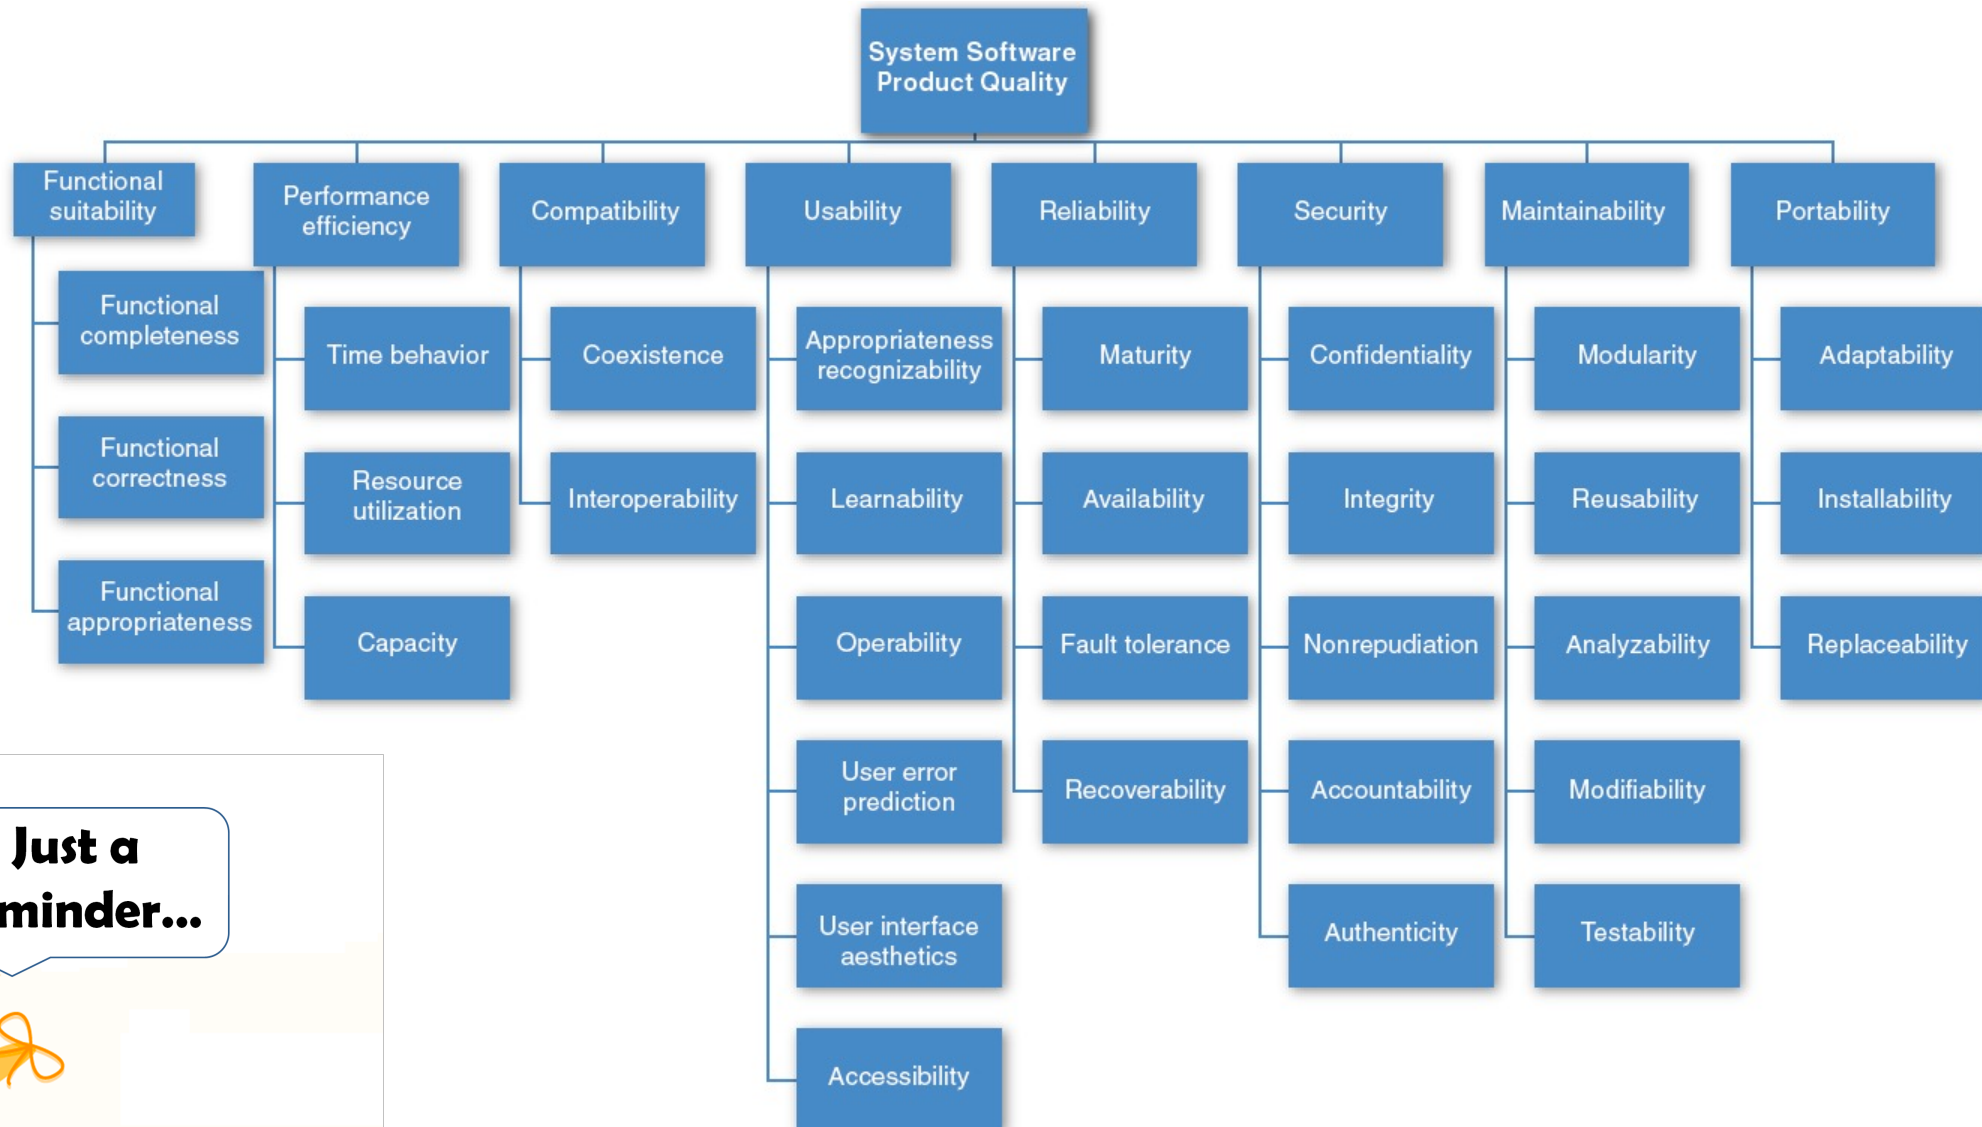 System Software
Product Quality
Functional
suitability
Performance
efficiency
Compatibility
Usability
Reliability
Security
Maintainability
Portability
Functional
completeness
Functional
correctness
Functional
appropriateness
Time behavior
Resource
utilization
Capacity
Coexistence
Interoperability
Appropriateness
recognizability
Learnability
Operability
User error
prediction
User interface
aesthetics
Accessibility
Maturity
Availability
Fault tolerance
Recoverability
Confidentiality
Integrity
Nonrepudiation
Accountability
Authenticity
Modularity
Reusability
Analyzability
Modifiability
Testability
Adaptability
Installability
Replaceability
Just a
minder...